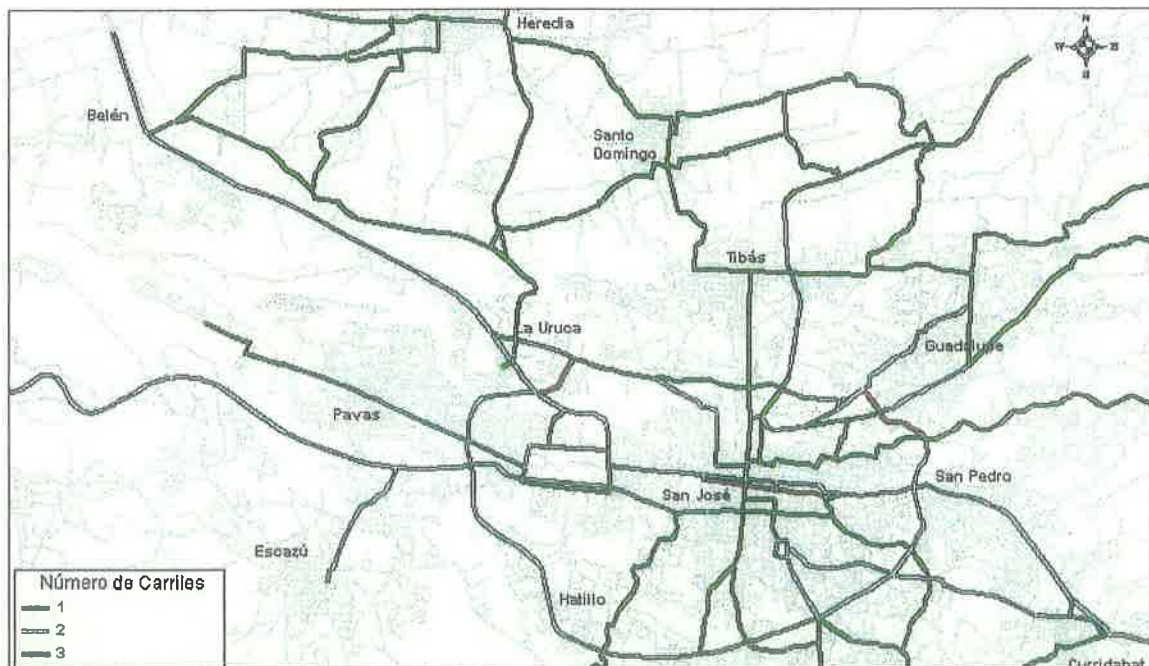 Heredia
N
W
E
S
Belén
Santo
Domingo
Tibás
La Uruca
Guadalupe
Pavas
San Pedro
San José
Escazú
Hatillo
Número de Carriles
1
2
3
Curridabat